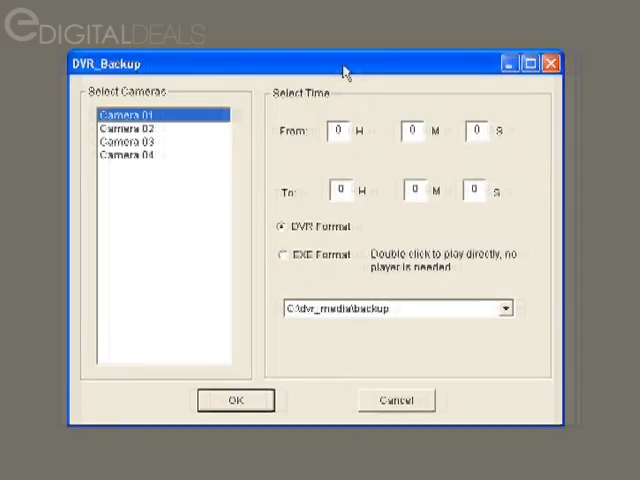 eDIGITALDEALS
DVR_Backup
Select Cameras
Camera 01
Camera 02
Camera 03
Camera 04
Select Time
From: 0 H 0 M 0 S
To: 0 H 0 M 0 S
DVR Format
EXE Format Double click to play directly, no
player is needed
C:\dvr_media\backup
OK Cancel